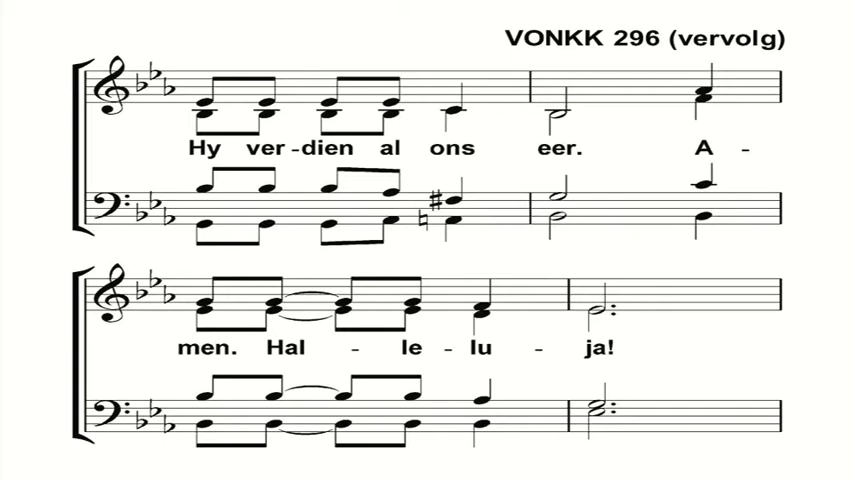 VONKK 296 (vervolg)
Hy ver-dien al ons eer. A-
men. Hal - le-lu - ja!